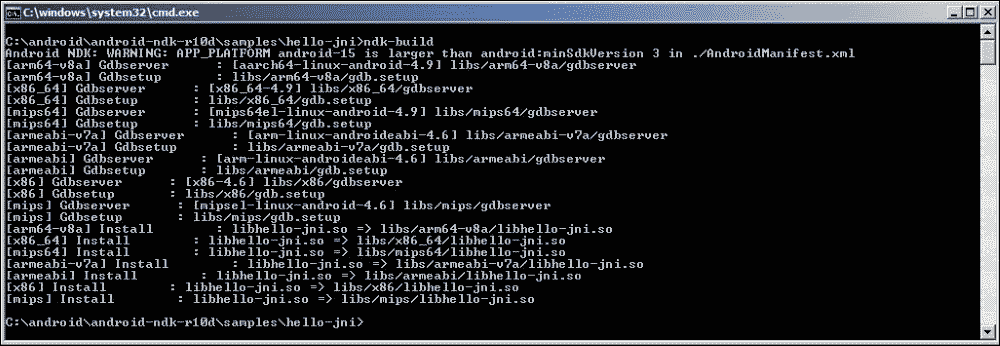 C:\windows\system32\cmd.exe
C:\android\android-ndk-r10d\samples\hello-jni>ndk-build
Android NDK: WARNING: APP_PLATFORM android-15 is larger than android:minSdkVersion 3 in ./AndroidManifest.xml
[arm64-v8a] Gdbserver      : [aarch64-linux-android-4.9] libs/arm64-v8a/gdbserver
[arm64-v8a] Gdbsetup       : libs/arm64-v8a/gdb.setup
[x86_64] Gdbserver      : [x86_64-4.9] libs/x86_64/gdbserver
[x86_64] Gdbsetup       : libs/x86_64/gdb.setup
[mips64] Gdbserver      : [mips64el-linux-android-4.9] libs/mips64/gdbserver
[mips64] Gdbsetup       : libs/mips64/gdb.setup
[armeabi-v7a] Gdbserver      : [arm-linux-androideabi-4.6] libs/armeabi-v7a/gdbserver
[armeabi-v7a] Gdbsetup       : libs/armeabi-v7a/gdb.setup
[armeabi] Gdbserver      : [arm-linux-androideabi-4.6] libs/armeabi/gdbserver
[armeabi] Gdbsetup       : libs/armeabi/gdb.setup
[x86] Gdbserver      : [x86-4.6] libs/x86/gdbserver
[x86] Gdbsetup       : libs/x86/gdb.setup
[mips] Gdbserver      : [mipsel-linux-android-4.6] libs/mips/gdbserver
[mips] Gdbsetup       : libs/mips/gdb.setup
[arm64-v8a] Install        : libhello-jni.so => libs/arm64-v8a/libhello-jni.so
[x86_64] Install        : libhello-jni.so => libs/x86_64/libhello-jni.so
[mips64] Install        : libhello-jni.so => libs/mips64/libhello-jni.so
[armeabi-v7a] Install        : libhello-jni.so => libs/armeabi-v7a/libhello-jni.so
[armeabi] Install        : libhello-jni.so => libs/armeabi/libhello-jni.so
[x86] Install        : libhello-jni.so => libs/x86/libhello-jni.so
[mips] Install        : libhello-jni.so => libs/mips/libhello-jni.so
C:\android\android-ndk-r10d\samples\hello-jni>